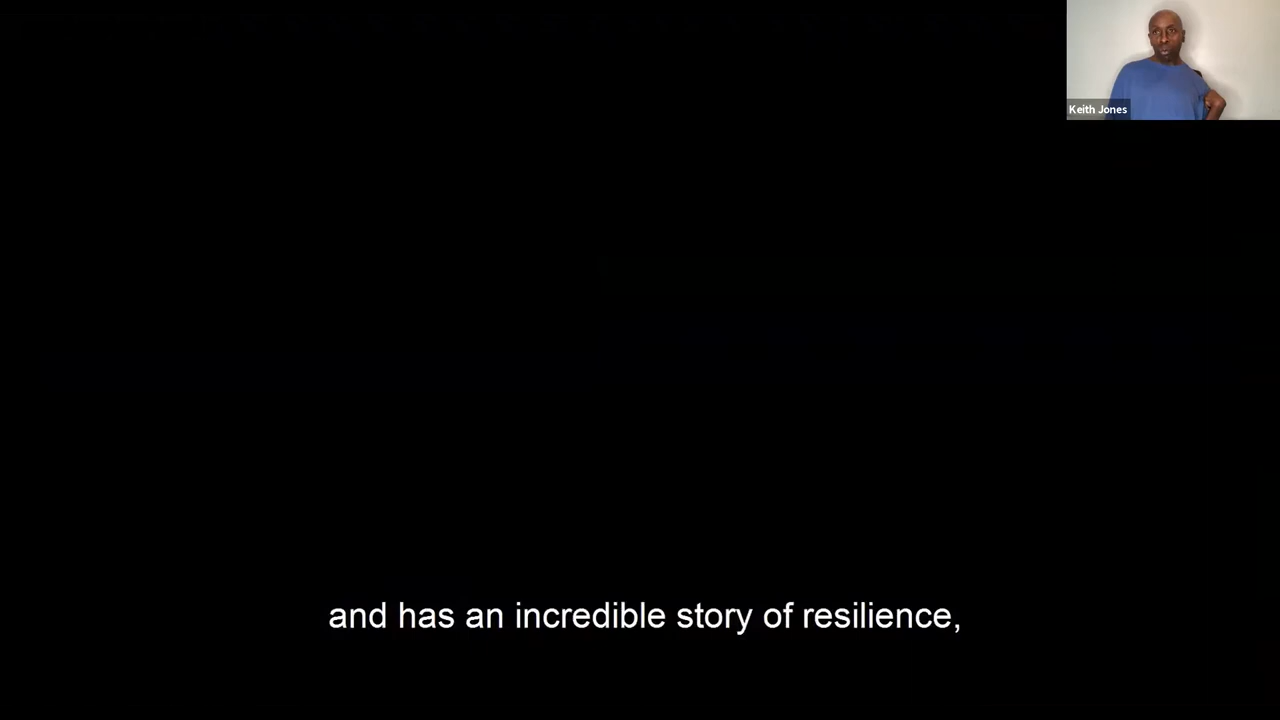 Keith Jones
and has an incredible story of resilience,